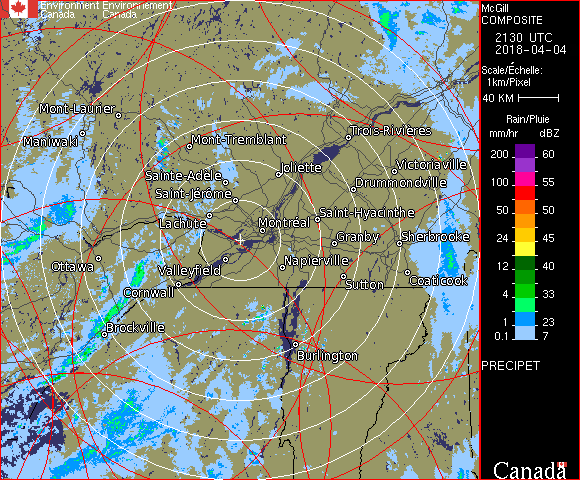 Environment Environnement
Canada Canada
Mont-Laurier
Maniwaki
Mont-Tremblant
Trois-Rivières
Sainte-Adèle
Joliette
Victoriaville
Saint-Jérôme
Drummondville
Lachute
Montréal
Saint-Hyacinthe
Granby
Sherbrooke
Ottawa
Valleyfield
Napierville
Cornwall
Sutton
Coaticook
Brockville
Burlington
McGill
COMPOSITE
2130 UTC
2018-04-04
Scale/Échelle:
1km/Pixel
40 KM
Rain/Pluie
mm/hr dBZ
200 60
100 55
50 50
24 45
12 40
4 33
1 23
0.1 7
PRECIPET
Canada